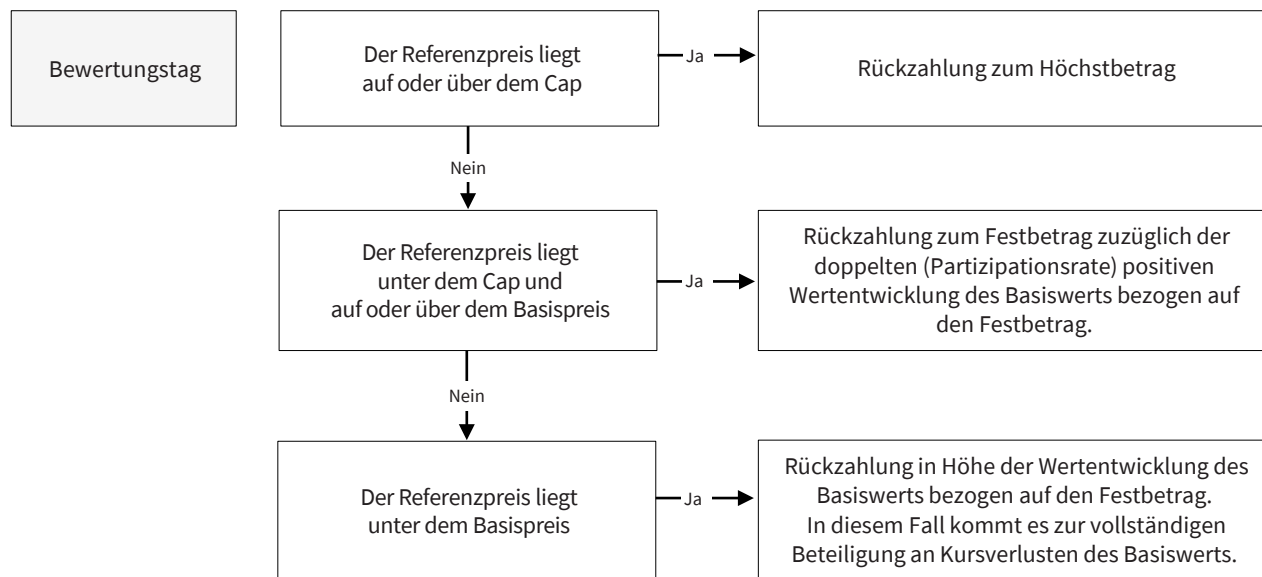 Bewertungstag
Der Referenzpreis liegt
auf oder über dem Cap
Ja
Rückzahlung zum Höchstbetrag
Nein
Der Referenzpreis liegt
unter dem Cap und
auf oder über dem Basispreis
Ja
Rückzahlung zum Festbetrag zuzüglich der
doppelten (Partizipationsrate) positiven
Wertentwicklung des Basiswerts bezogen auf
den Festbetrag.
Nein
Der Referenzpreis liegt
unter dem Basispreis
Ja
Rückzahlung in Höhe der Wertentwicklung des
Basiswerts bezogen auf den Festbetrag.
In diesem Fall kommt es zur vollständigen
Beteiligung an Kursverlusten des Basiswerts.